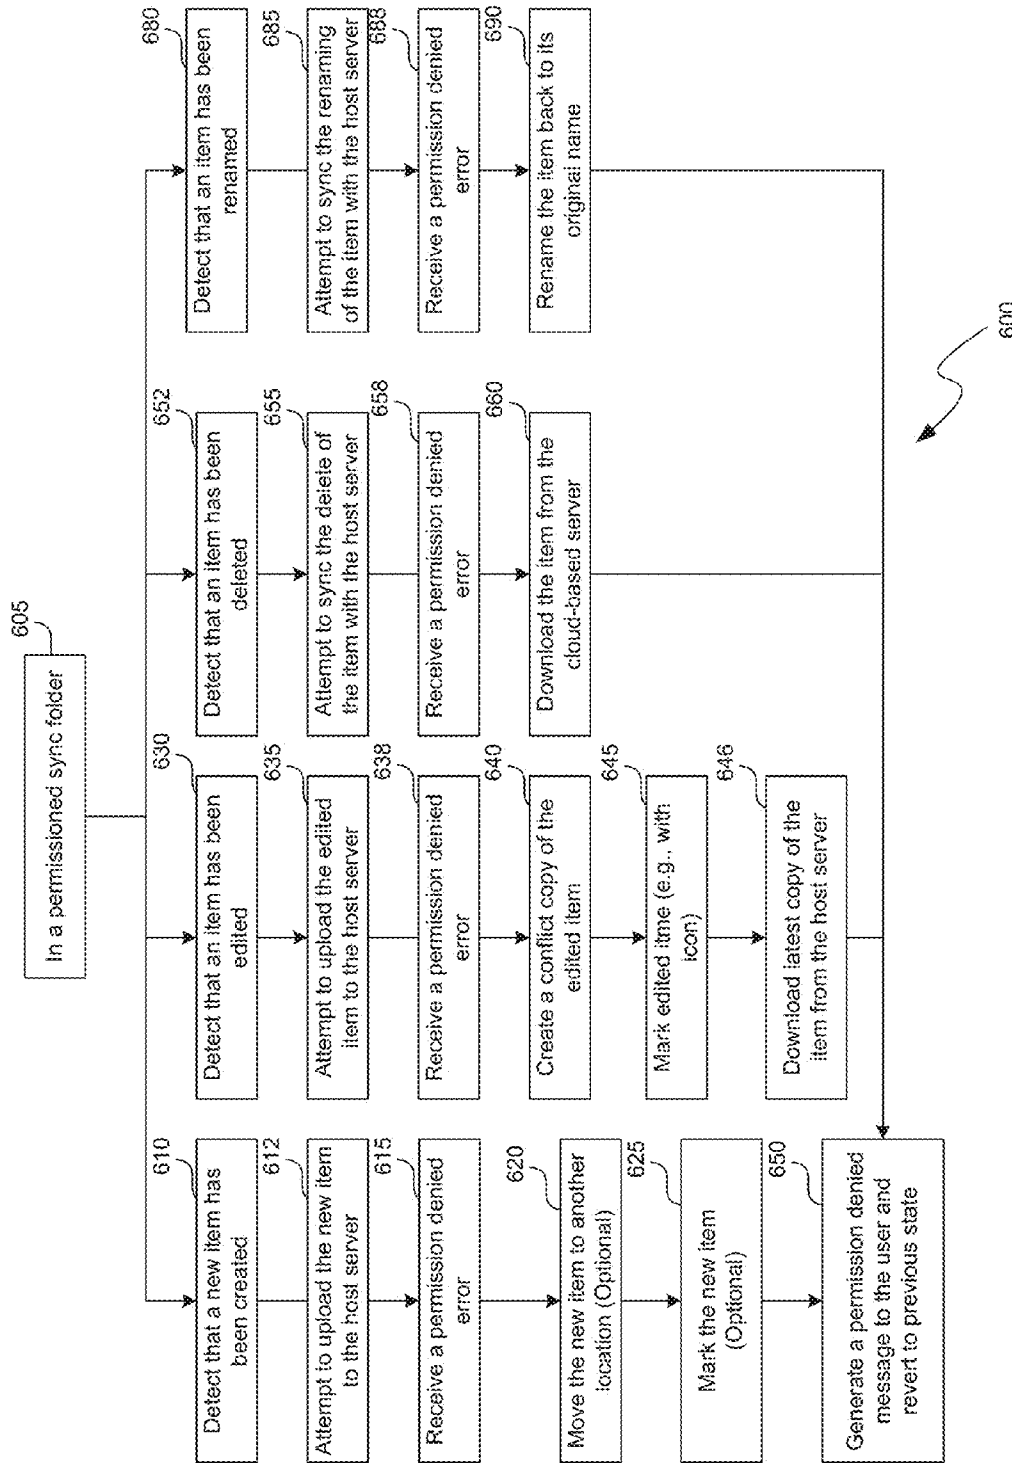 605
In a permissioned sync folder
610
Detect that a new item has
been created
612
Attempt to upload the new item
to the host server
615
Receive a permission denied
error
620
Move the new item to another
location (Optional)
625
Mark the new item
(Optional)
650
Generate a permission denied
message to the user and
revert to previous state
630
Detect that an item has been
edited
635
Attempt to upload the edited
item to the host server
638
Receive a permission denied
error
640
Create a conflict copy of the
edited item
645
Mark edited itme (e.g., with
icon)
646
Download latest copy of the
item from the host server
652
Detect that an item has been
deleted
655
Attempt to sync the delete of
the item with the host server
658
Receive a permission denied
error
660
Download the item from the
cloud-based server
680
Detect that an item has been
renamed
685
Attempt to sync the renaming
of the item with the host server
688
Receive a permission denied
error
690
Rename the item back to its
original name
600